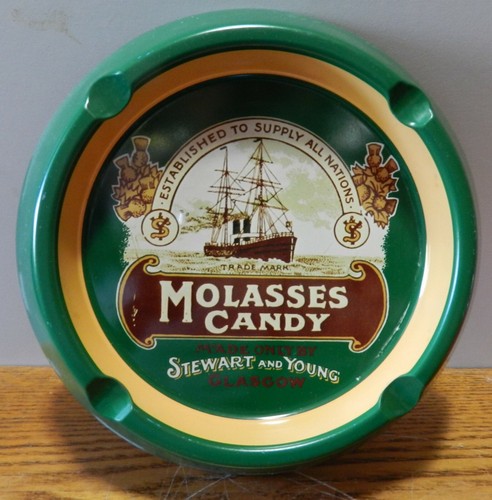 · ESTABLISHED TO SUPPLY ALL NATIONS ·
TRADE MARK
MOLASSES
CANDY
MADE ONLY BY
STEWART AND YOUNG
GLASGOW